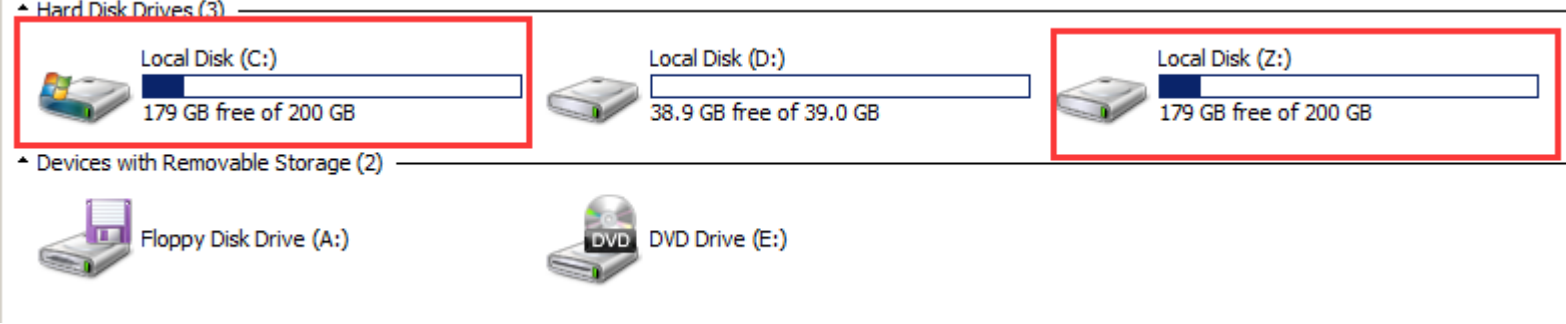 Hard Disk Drives (3)
Local Disk (C:)
179 GB free of 200 GB
Local Disk (D:)
38.9 GB free of 39.0 GB
Local Disk (Z:)
179 GB free of 200 GB
Devices with Removable Storage (2)
Floppy Disk Drive (A:)
DVD
DVD Drive (E:)